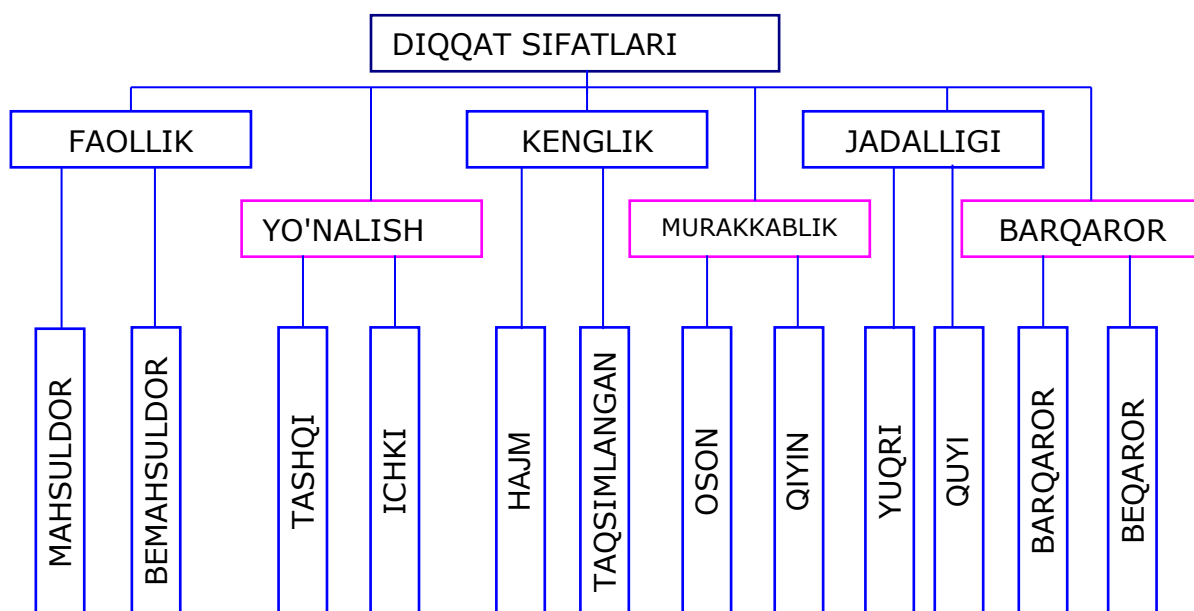 DIQQAT SIFATLARI
FAOLLIK
KENGLIK
JADALLIGI
YO'NALISH
MURAKKABLIK
BARQAROR
MAHSULDOR
BEMAHSULDOR
TASHQI
ICHKI
HAJM
TAQSIMLANGAN
OSON
QIYIN
YUQRI
QUYI
BARQAROR
BEQAROR